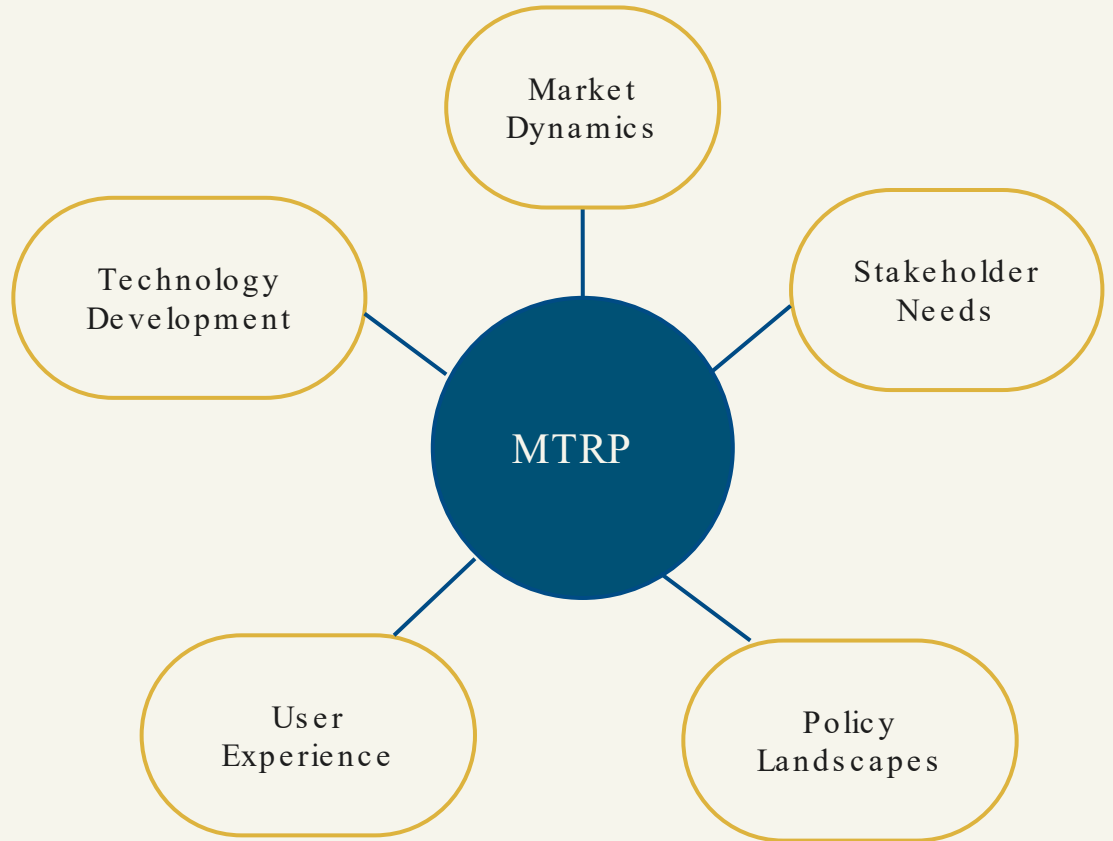 Market
Dynamics
Technology
Development
Stakeholder
Needs
MTRP
User
Experience
Policy
Landscapes